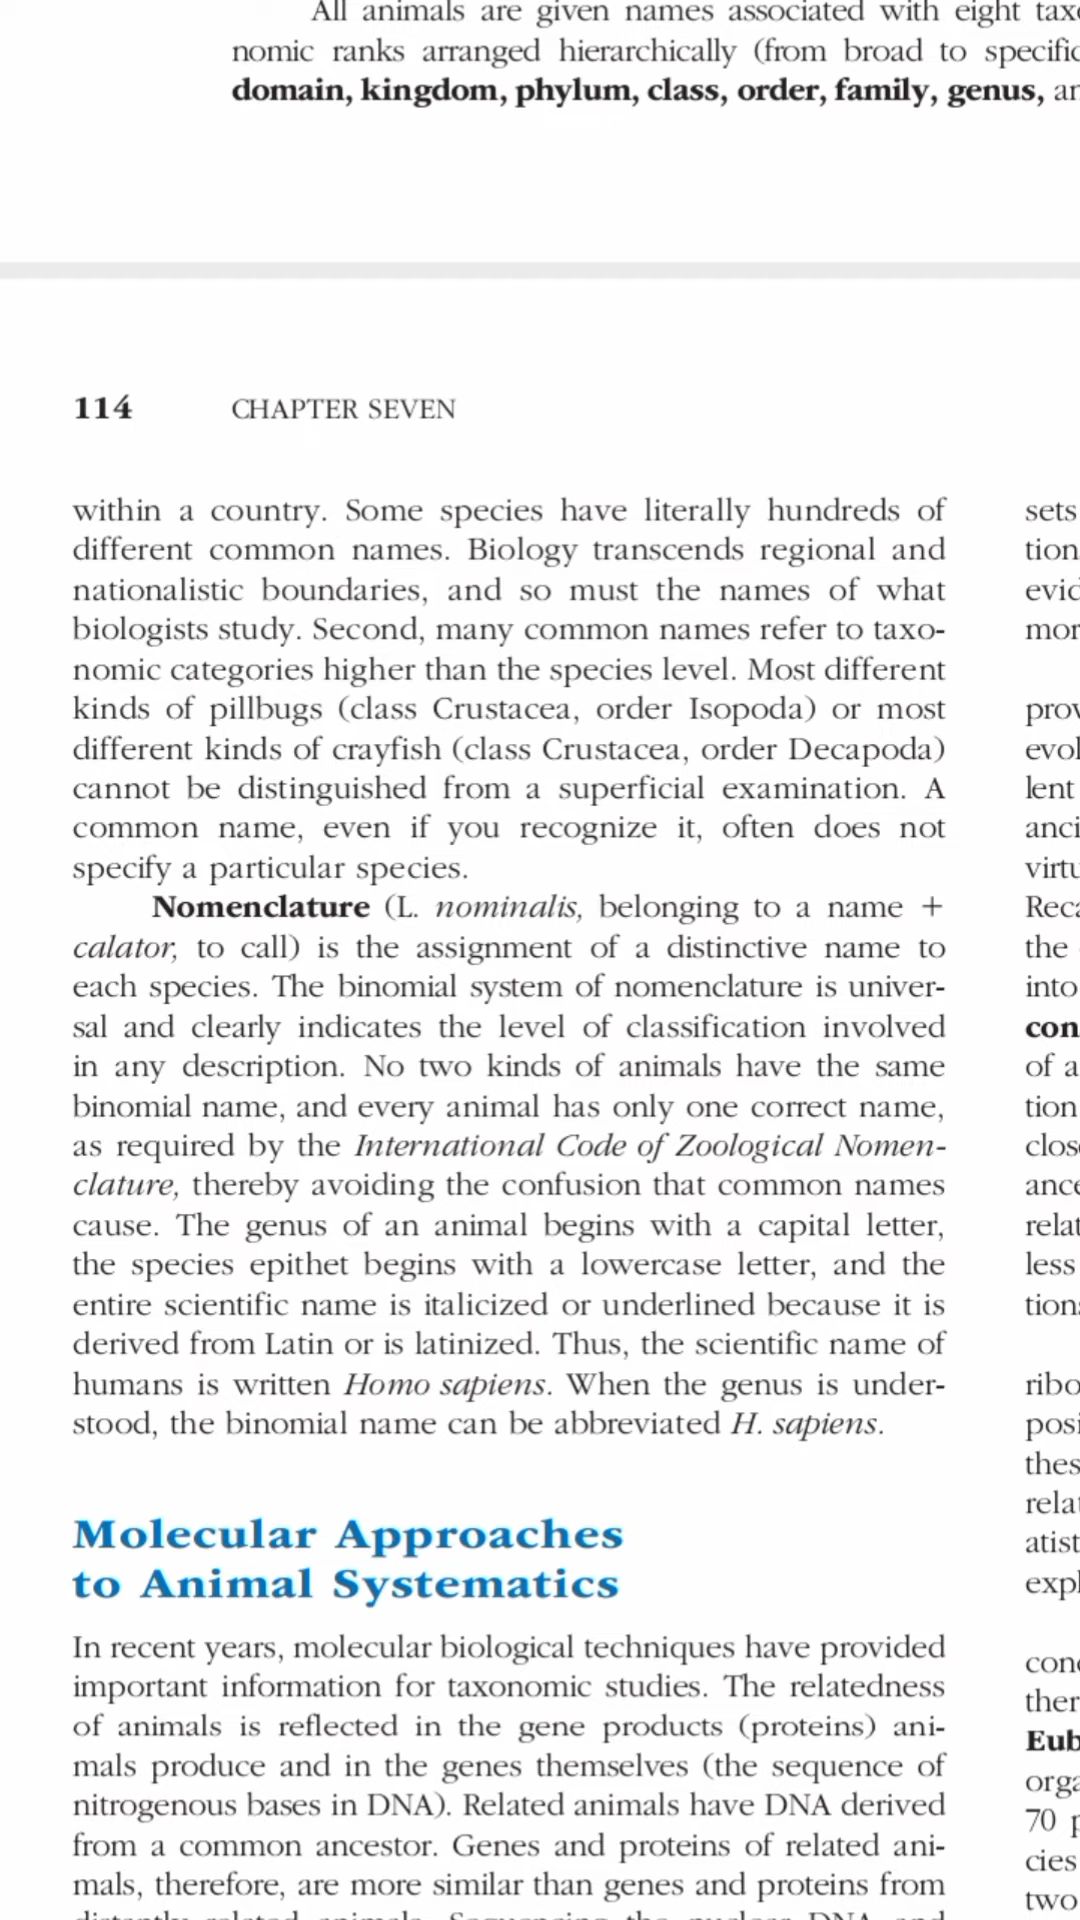 All animals are given names associated with eight
nomic ranks arranged hierarchically (from broad to
domain, kingdom, phylum, class, order, family, genus,
114 CHAPTER SEVEN
within a country. Some species have literally hundreds of
different common names. Biology transcends regional and
nationalistic boundaries, and so must the names of what
biologists study. Second, many common names refer to taxo-
nomic categories higher than the species level. Most different
kinds of pillbugs (class Crustacea, order Isopoda) or most
different kinds of crayfish (class Crustacea, order Decapoda)
cannot be distinguished from a superficial examination. A
common name, even if you recognize it, often does not
specify a particular species.
Nomenclature (L. nominalis, belonging to a name +
calator, to call) is the assignment of a distinctive name to
each species. The binomial system of nomenclature is univer-
sal and clearly indicates the level of classification involved
in any description. No two kinds of animals have the same
binomial name, and every animal has only one correct name,
as required by the International Code of Zoological Nomen-
clature, thereby avoiding the confusion that common names
cause. The genus of an animal begins with a capital letter,
the species epithet begins with a lowercase letter, and the
entire scientific name is italicized or underlined because it is
derived from Latin or is latinized. Thus, the scientific name of
humans is written Homo sapiens. When the genus is under-
stood, the binomial name can be abbreviated H. sapiens.
Molecular Approaches
to Animal Systematics
In recent years, molecular biological techniques have provided
important information for taxonomic studies. The relatedness
of animals is reflected in the gene products (proteins) ani-
mals produce and in the genes themselves (the sequence of
nitrogenous bases in DNA). Related animals have DNA derived
from a common ancestor. Genes and proteins of related ani-
mals, therefore, are more similar than genes and proteins from
sets
the
into
of a
less
70
two